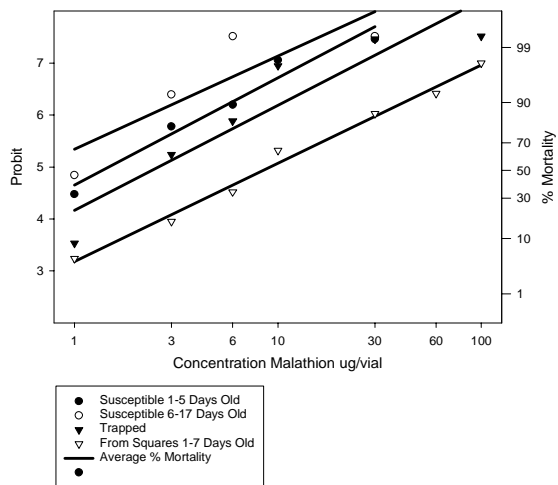 Probit
7
6
5
4
3
99
90
70
50
30
10
1
% Mortality
1 3 6 10 30 60 100
Concentration Malathion ug/vial
Susceptible 1-5 Days Old
Susceptible 6-17 Days Old
Trapped
From Squares 1-7 Days Old
Average % Mortality